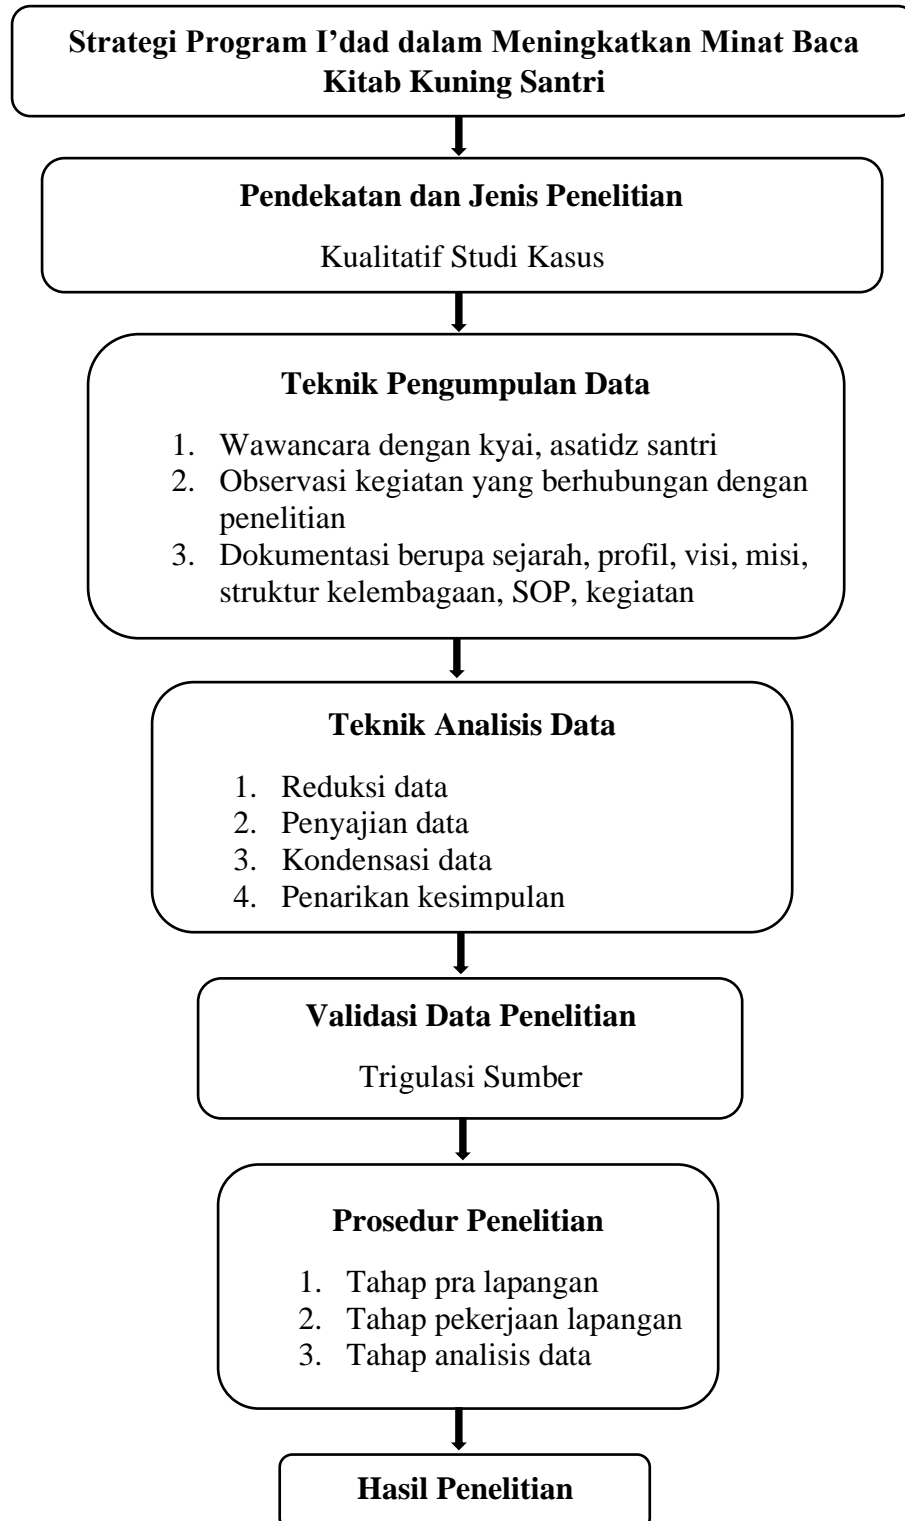 Strategi Program I’dad dalam Meningkatkan Minat Baca
Kitab Kuning Santri
Pendekatan dan Jenis Penelitian
Kualitatif Studi Kasus
Teknik Pengumpulan Data
1. Wawancara dengan kyai, asatidz santri
2. Observasi kegiatan yang berhubungan dengan
penelitian
3. Dokumentasi berupa sejarah, profil, visi, misi,
struktur kelembagaan, SOP, kegiatan
Teknik Analisis Data
1. Reduksi data
2. Penyajian data
3. Kondensasi data
4. Penarikan kesimpulan
Validasi Data Penelitian
Trigulasi Sumber
Prosedur Penelitian
1. Tahap pra lapangan
2. Tahap pekerjaan lapangan
3. Tahap analisis data
Hasil Penelitian